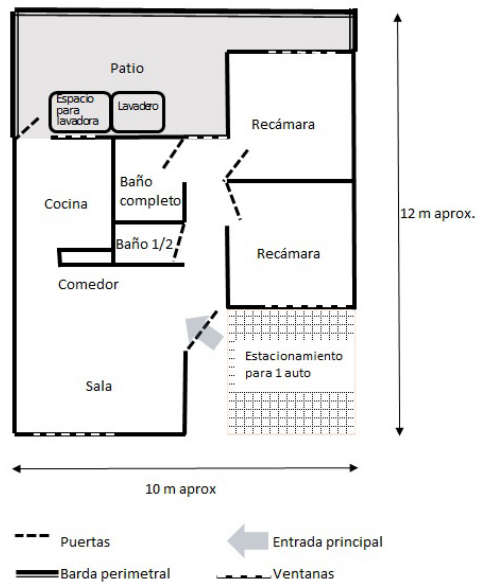 Patio
Espacio
para
lavadora
Lavadero
Recámara
Baño
completo
Cocina
12 m aprox.
Baño 1/2
Recámara
Comedor
Estacionamiento
para 1 auto
Sala
10 m aprox
Puertas
Entrada principal
Barda perimetral
Ventanas